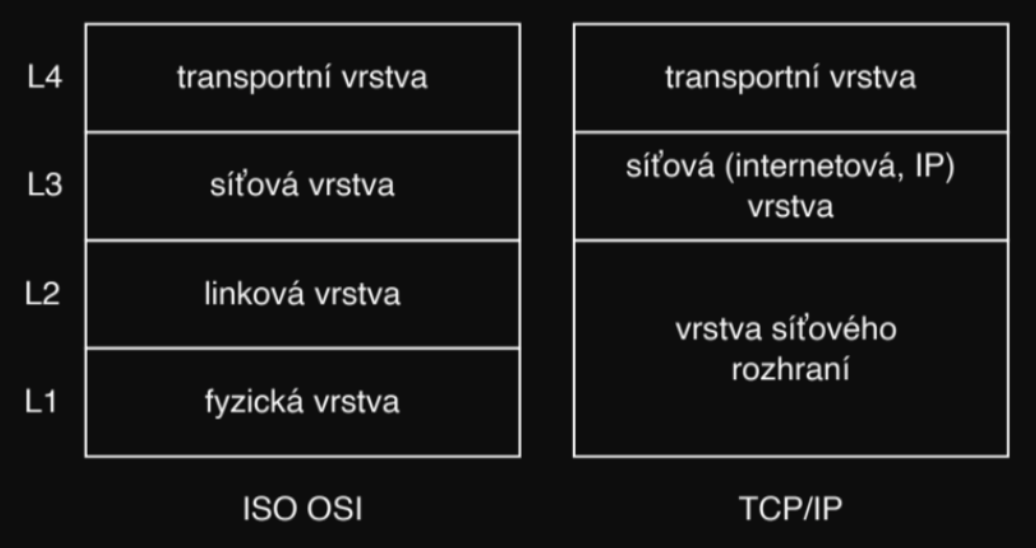 L4
transportní vrstva
transportní vrstva
L3
síťová vrstva
síťová (internetová, IP)
vrstva
L2
linková vrstva
vrstva síťového
rozhraní
L1
fyzická vrstva
ISO OSI
TCP/IP